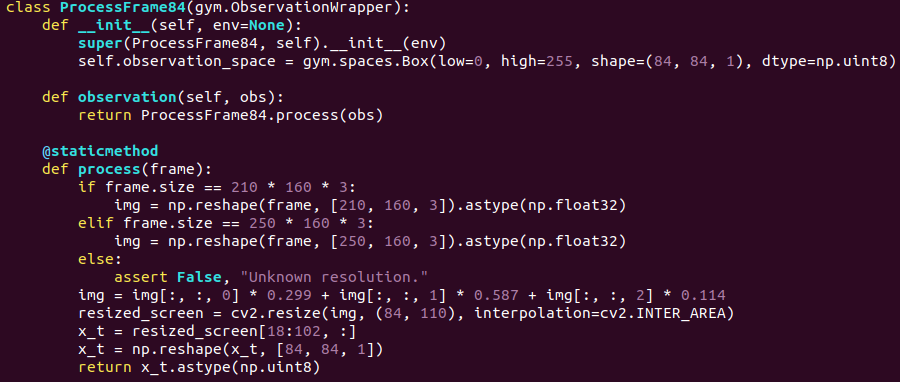 class ProcessFrame84(gym.ObservationWrapper):
    def __init__(self, env=None):
        super(ProcessFrame84, self).__init__(env)
        self.observation_space = gym.spaces.Box(low=0, high=255, shape=(84, 84, 1), dtype=np.uint8)

    def observation(self, obs):
        return ProcessFrame84.process(obs)

    @staticmethod
    def process(frame):
        if frame.size == 210 * 160 * 3:
            img = np.reshape(frame, [210, 160, 3]).astype(np.float32)
        elif frame.size == 250 * 160 * 3:
            img = np.reshape(frame, [250, 160, 3]).astype(np.float32)
        else:
            assert False, "Unknown resolution."
        img = img[:, :, 0] * 0.299 + img[:, :, 1] * 0.587 + img[:, :, 2] * 0.114
        resized_screen = cv2.resize(img, (84, 110), interpolation=cv2.INTER_AREA)
        x_t = resized_screen[18:102, :]
        x_t = np.reshape(x_t, [84, 84, 1])
        return x_t.astype(np.uint8)